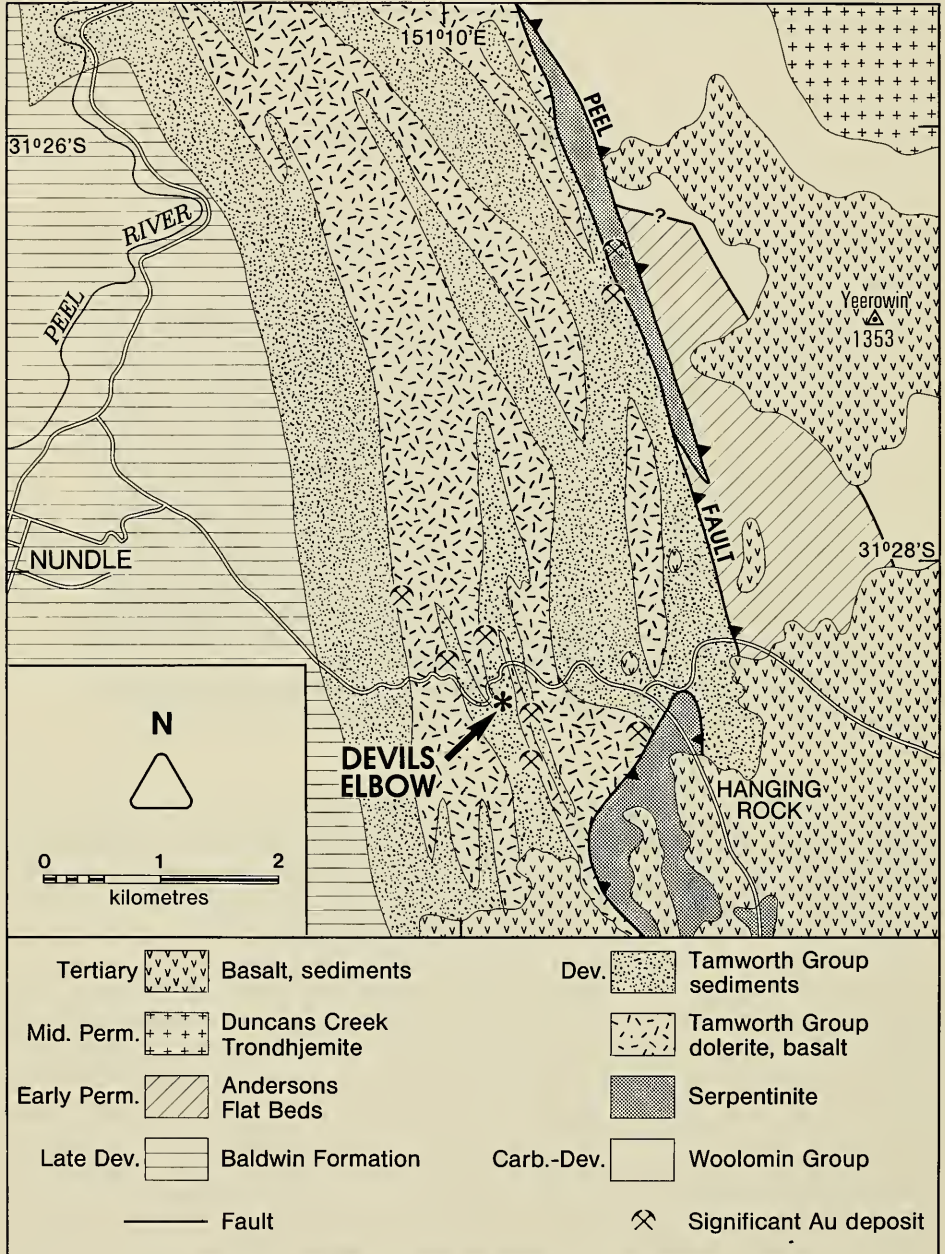 151°10'E
PEEL
31°26'S
RIVER
PEEL
?
Yeerowin
1353
FAULT
31°28'S
NUNDLE
N
DEVILS
ELBOW
HANGING
ROCK
0 1 2
kilometres
Tertiary Basalt, sediments
Mid. Perm. Duncans Creek
Trondhjemite
Early Perm. Andersons
Flat Beds
Late Dev. Baldwin Formation
Fault
Dev. Tamworth Group
sediments
Tamworth Group
dolerite, basalt
Serpentinite
Carb.-Dev. Woolomin Group
Significant Au deposit